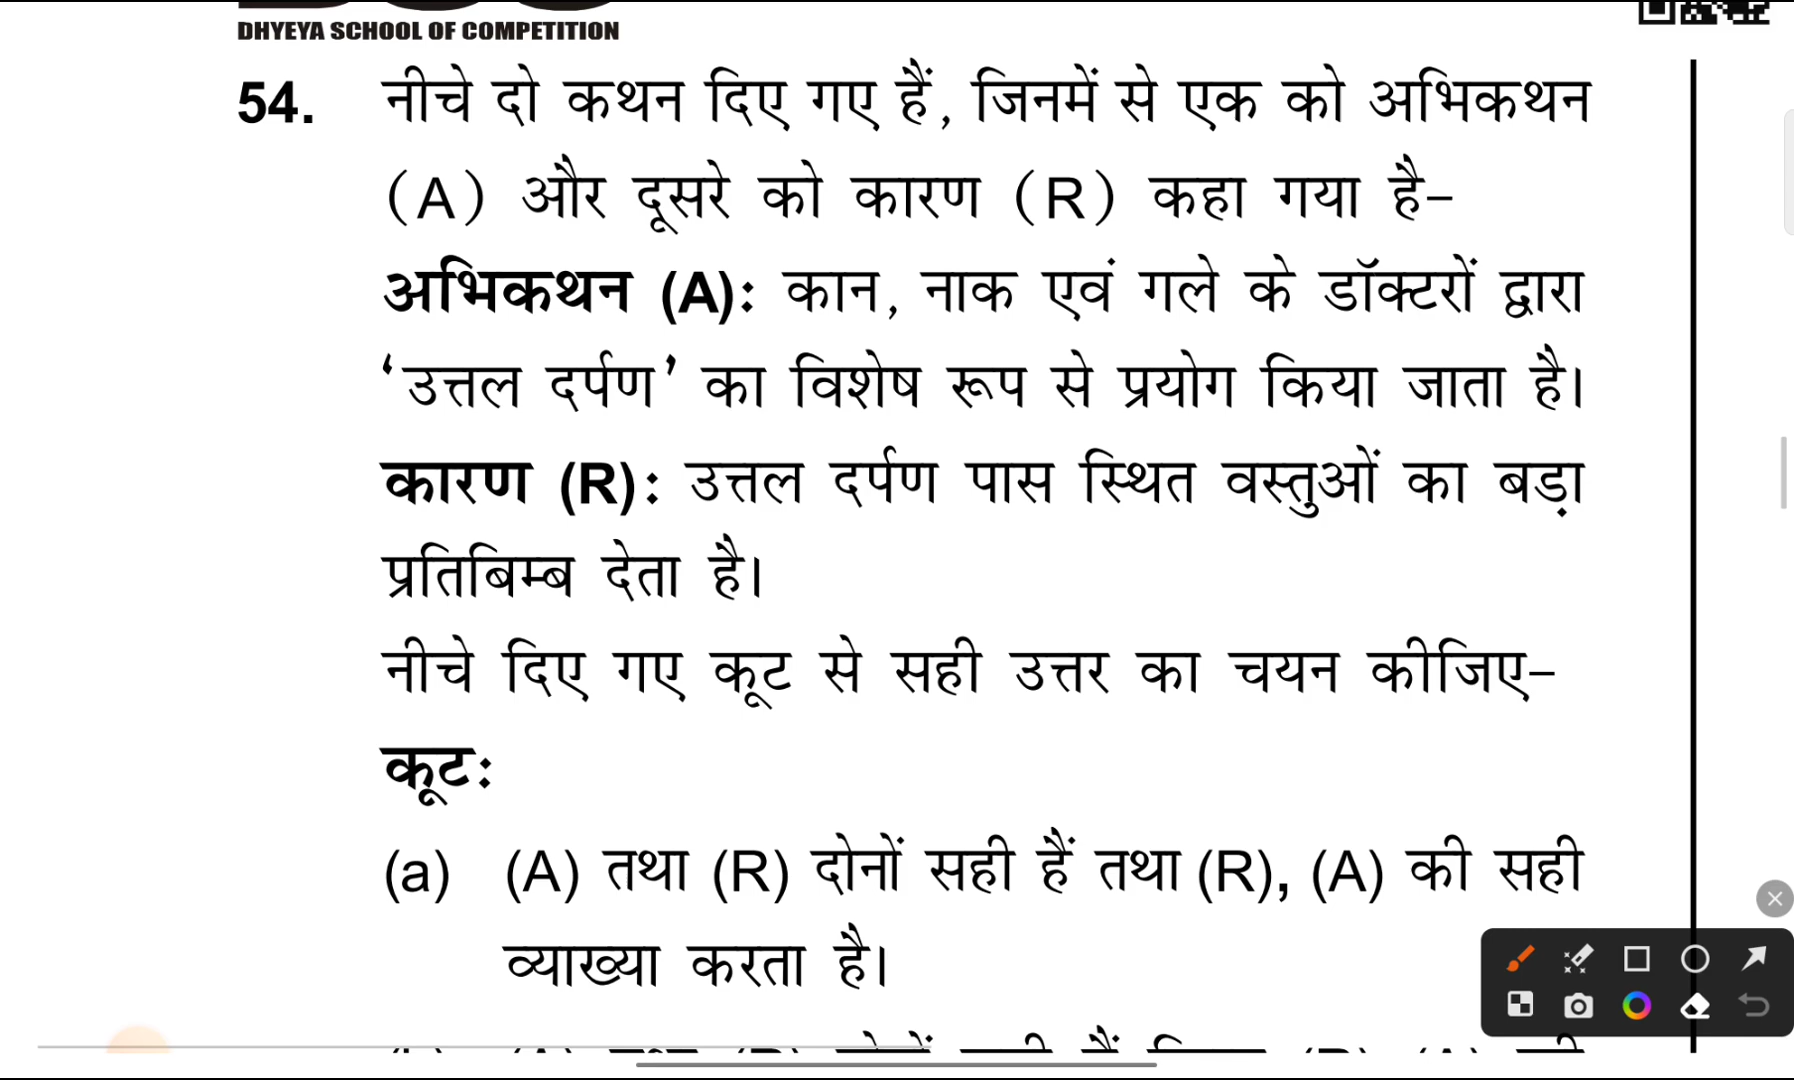 DHYEYA SCHOOL OF COMPETITION
54. नीचे दो कथन दिए गए हैं, जिनमें से एक को अभिकथन
(A) और दूसरे को कारण (R) कहा गया है–
अभिकथन (A): कान, नाक एवं गले के डॉक्टरों द्वारा
‘उत्तल दर्पण’ का विशेष रूप से प्रयोग किया जाता है।
कारण (R): उत्तल दर्पण पास स्थित वस्तुओं का बड़ा
प्रतिबिम्ब देता है।
नीचे दिए गए कूट से सही उत्तर का चयन कीजिए–
कूटः
(a) (A) तथा (R) दोनों सही हैं तथा (R), (A) की सही
व्याख्या करता है।